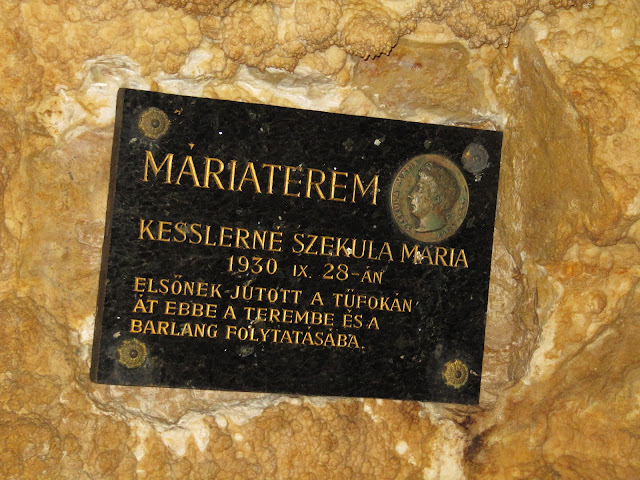 MÁRIATEREM
KESSLERNÉ SZEKULA MÁRIA
1930 IX. 28-ÁN
ELSŐNEK JUTOTT A TŰFOKÁN
ÁT EBBE A TEREMBE ÉS A
BARLANG FOLYTATÁSÁBA.